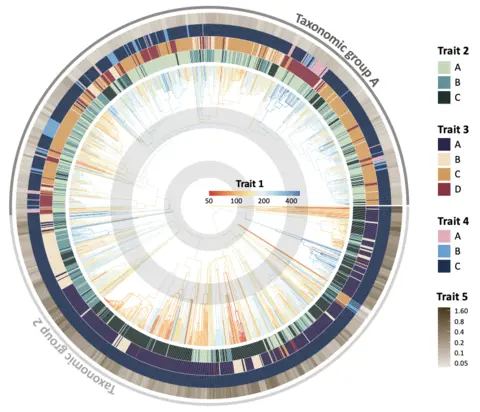 Taxonomic group A
Trait 1
50 100 200 400
Taxonomic group 2
Trait 2
A
B
C
Trait 3
A
B
C
D
Trait 4
A
B
C
Trait 5
1.60
0.8
0.4
0.2
0.1
0.05